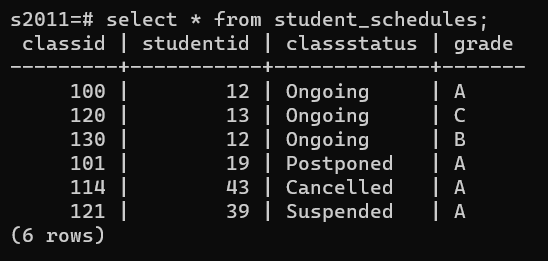 s2011=# select * from student_schedules;
 classid | studentid | classstatus | grade
---------+-----------+-------------+-------
     100 |        12 | Ongoing     | A
     120 |        13 | Ongoing     | C
     130 |        12 | Ongoing     | B
     101 |        19 | Postponed   | A
     114 |        43 | Cancelled   | A
     121 |        39 | Suspended   | A
(6 rows)